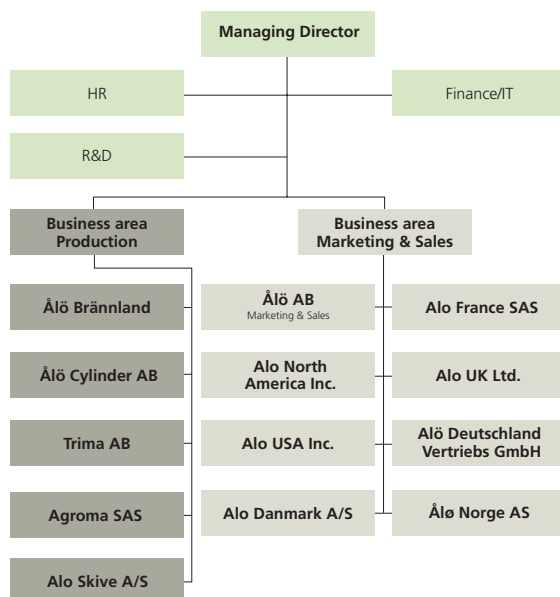 Managing Director
HR
Finance/IT
R&D
Business area
Production
Business area
Marketing & Sales
Ålö Brännland
Ålö AB
Marketing & Sales
Alo France SAS
Ålö Cylinder AB
Alo North
America Inc.
Alo UK Ltd.
Trima AB
Alo USA Inc.
Alö Deutschland
Vertriebs GmbH
Agroma SAS
Alo Danmark A/S
Ålø Norge AS
Alo Skive A/S